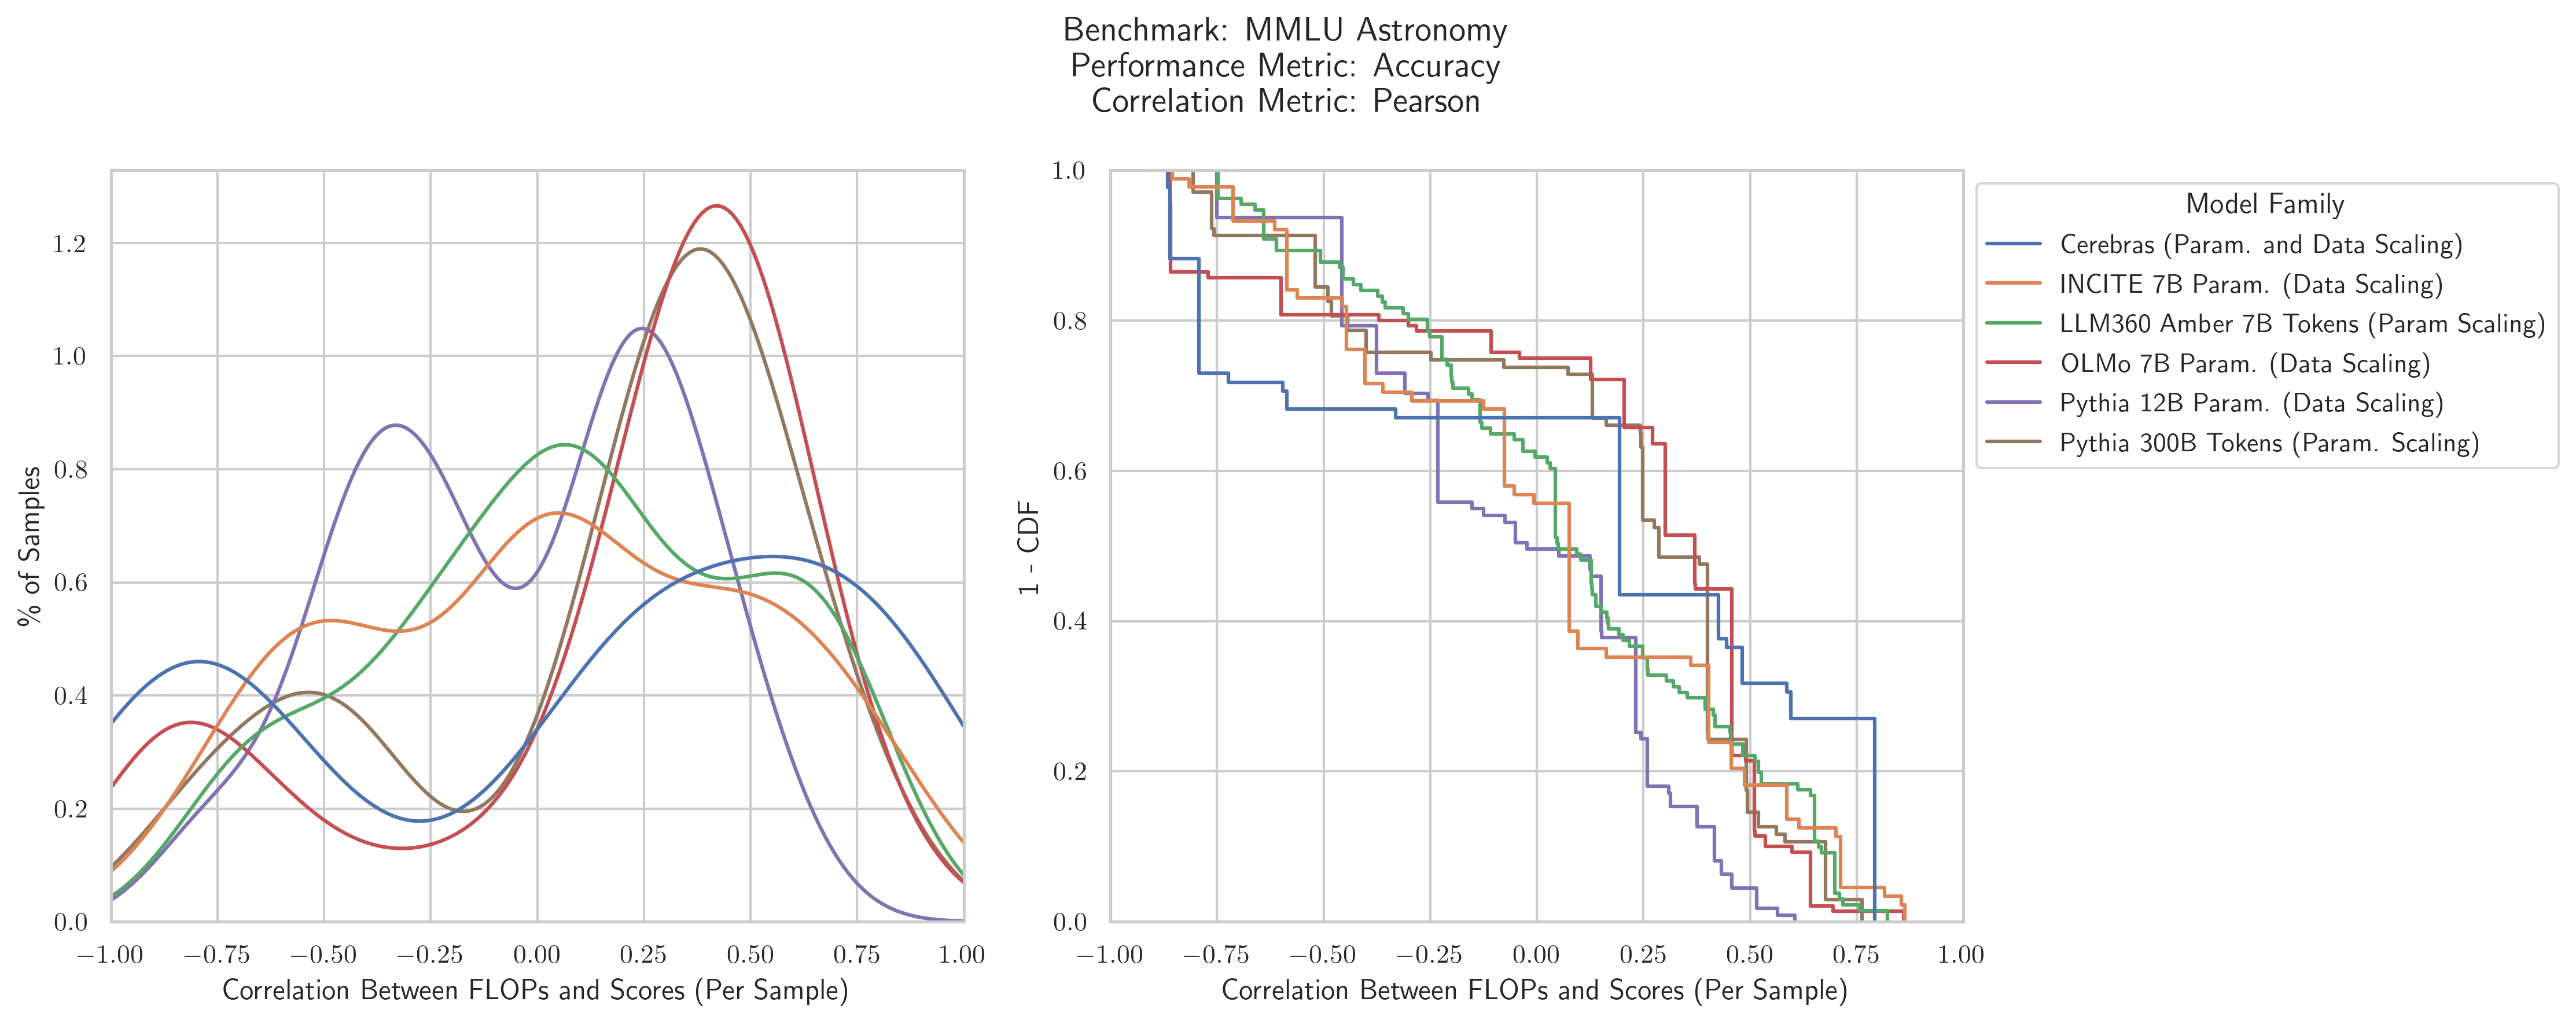 Benchmark: MMLU Astronomy
Performance Metric: Accuracy
Correlation Metric: Pearson
% of Samples
1.2
1.0
0.8
0.6
0.4
0.2
0.0
−1.00 −0.75 −0.50 −0.25 0.00 0.25 0.50 0.75 1.00
Correlation Between FLOPs and Scores (Per Sample)
1 - CDF
1.0
0.8
0.6
0.4
0.2
0.0
−1.00 −0.75 −0.50 −0.25 0.00 0.25 0.50 0.75 1.00
Correlation Between FLOPs and Scores (Per Sample)
Model Family
Cerebras (Param. and Data Scaling)
INCITE 7B Param. (Data Scaling)
LLM360 Amber 7B Tokens (Param Scaling)
OLMo 7B Param. (Data Scaling)
Pythia 12B Param. (Data Scaling)
Pythia 300B Tokens (Param. Scaling)